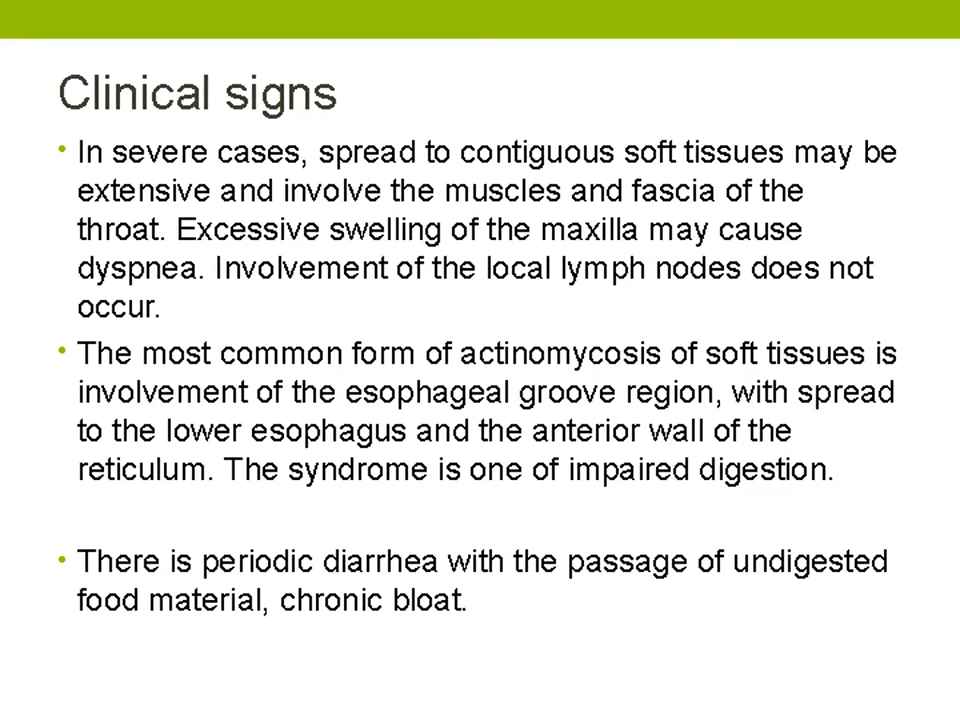 Clinical signs
• In severe cases, spread to contiguous soft tissues may be
extensive and involve the muscles and fascia of the
throat. Excessive swelling of the maxilla may cause
dyspnea. Involvement of the local lymph nodes does not
occur.
• The most common form of actinomycosis of soft tissues is
involvement of the esophageal groove region, with spread
to the lower esophagus and the anterior wall of the
reticulum. The syndrome is one of impaired digestion.
• There is periodic diarrhea with the passage of undigested
food material, chronic bloat.